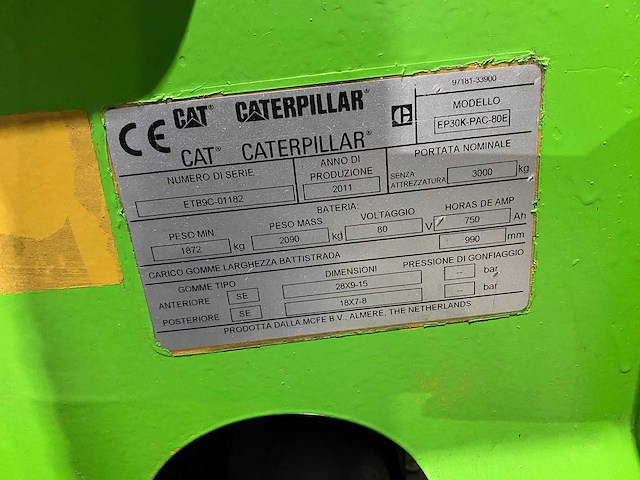 97181-33900
CE CAT® CATERPILLAR® C
MODELLO
EP30K-PAC-80E
CAT® CATERPILLAR®
NUMERO DI SERIE
ETB9C-01182
ANNO DI PRODUZIONE
2011
PORTATA NOMINALE
SENZA ATTREZZATURA 3000 kg
BATTERIA:
PESO MIN. PESO MASS VOLTAGGIO HORAS DE AMP
1872 kg 2090 kg 80 V 750 Ah
CARICO GOMME LARGHEZZA BATTISTRADA 990 mm
GOMME TIPO DIMENSIONI PRESSIONE DI GONFIAGGIO
ANTERIORE SE 28X9-15 -- bar
POSTERIORE SE 18X7-8 -- bar
PRODOTTA DALLA MCFE B.V., ALMERE, THE NETHERLANDS